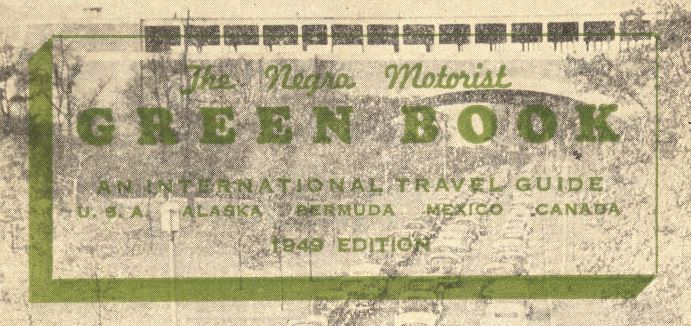 The Negro Motorist
GREEN BOOK
AN INTERNATIONAL TRAVEL GUIDE
U. S. A. ALASKA BERMUDA MEXICO CANADA
1949 EDITION